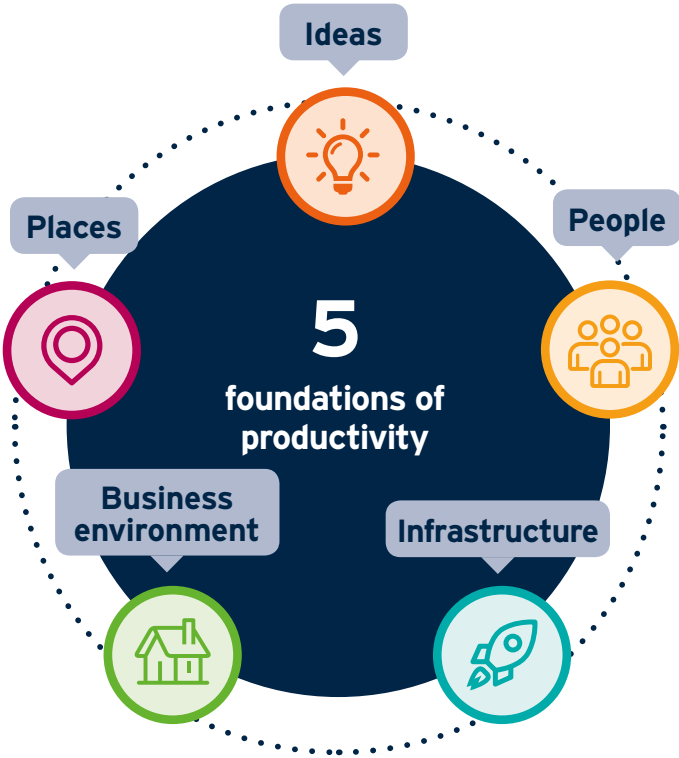 Ideas
Places
People
5
foundations of
productivity
Business
environment
Infrastructure